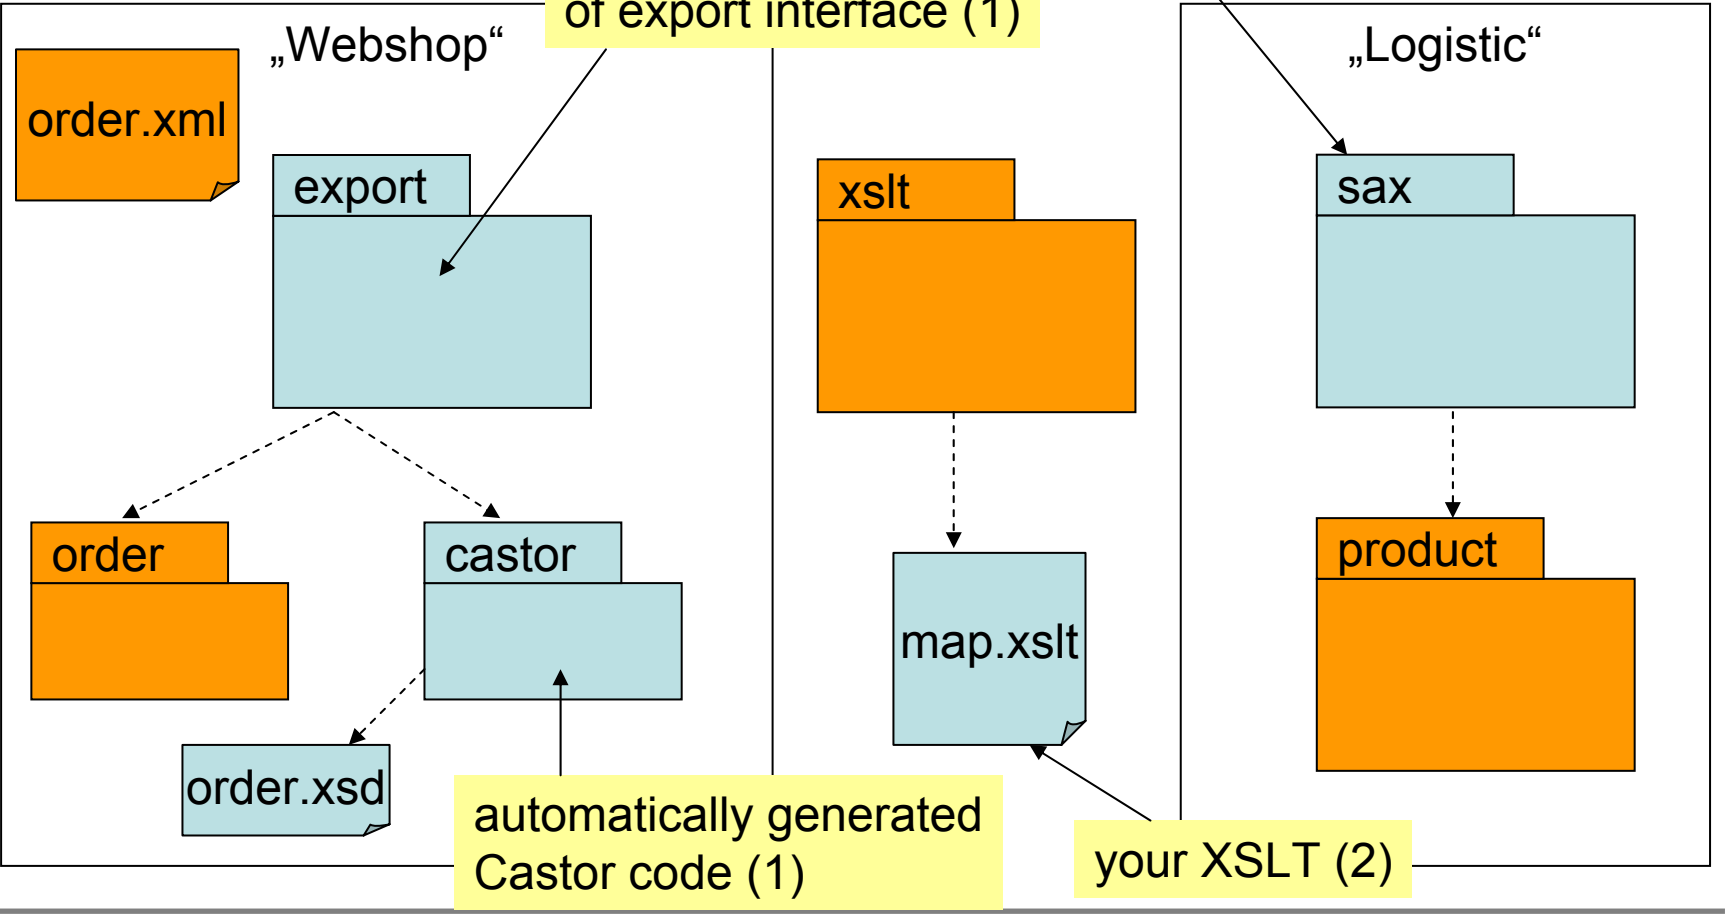 of export interface (1)
„Webshop“
„Logistic“
order.xml
export
xslt
sax
order
castor
product
map.xslt
order.xsd
automatically generated
Castor code (1)
your XSLT (2)